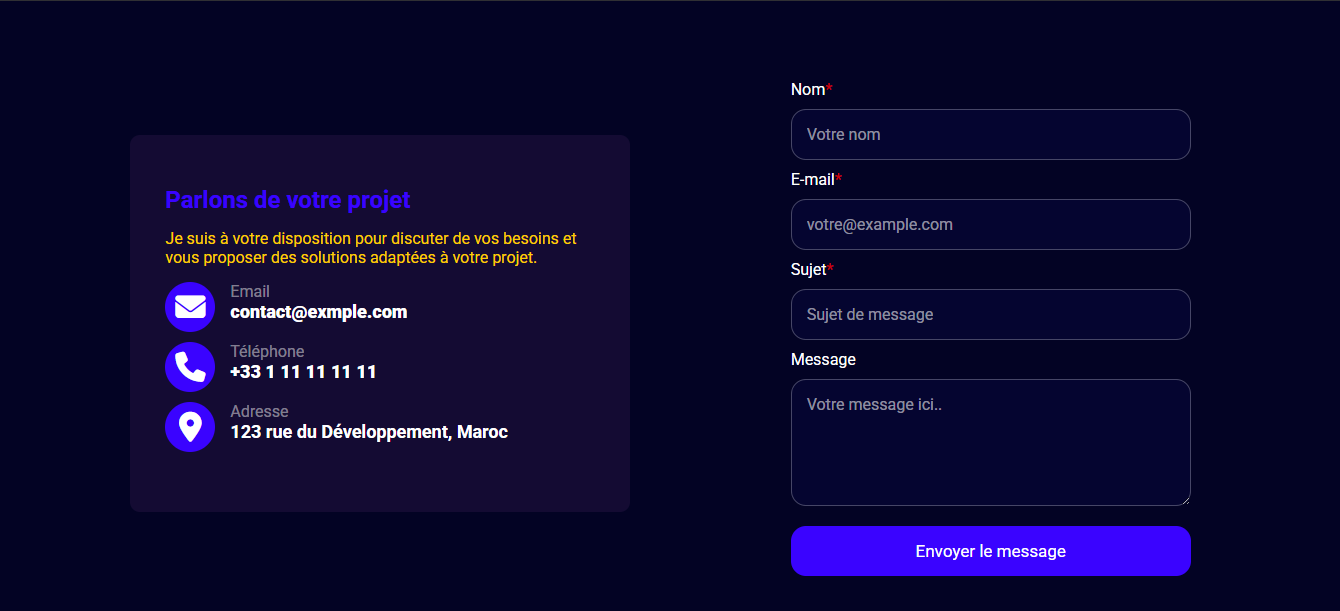 Parlons de votre projet
Je suis à votre disposition pour discuter de vos besoins et
vous proposer des solutions adaptées à votre projet.
Email
contact@exmple.com
Téléphone
+33 1 11 11 11 11
Adresse
123 rue du Développement, Maroc
Nom*
Votre nom
E-mail*
votre@example.com
Sujet*
Sujet de message
Message
Votre message ici..
Envoyer le message